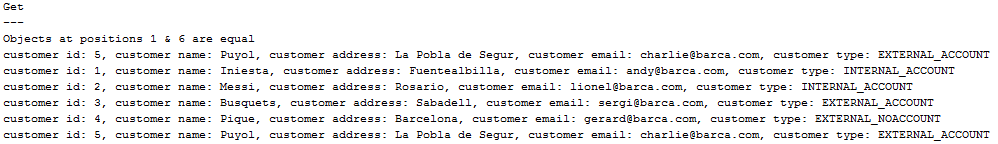 Get
---
Objects at positions 1 & 6 are equal
customer id: 5, customer name: Puyol, customer address: La Pobla de Segur, customer email: charlie@barca.com, customer type: EXTERNAL_ACCOUNT
customer id: 1, customer name: Iniesta, customer address: Fuentealbilla, customer email: andy@barca.com, customer type: INTERNAL_ACCOUNT
customer id: 2, customer name: Messi, customer address: Rosario, customer email: lionel@barca.com, customer type: INTERNAL_ACCOUNT
customer id: 3, customer name: Busquets, customer address: Sabadell, customer email: sergi@barca.com, customer type: EXTERNAL_ACCOUNT
customer id: 4, customer name: Pique, customer address: Barcelona, customer email: gerard@barca.com, customer type: EXTERNAL_NOACCOUNT
customer id: 5, customer name: Puyol, customer address: La Pobla de Segur, customer email: charlie@barca.com, customer type: EXTERNAL_ACCOUNT